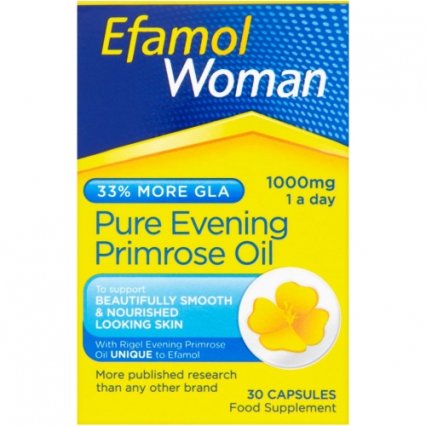 Efamol
Woman
33% MORE GLA
1000mg
1 a day
Pure Evening
Primrose Oil
To support
BEAUTIFULLY SMOOTH
& NOURISHED
LOOKING SKIN
With Rigel Evening Primrose
Oil UNIQUE to Efamol
More published research
than any other brand
30 CAPSULES
Food Supplement